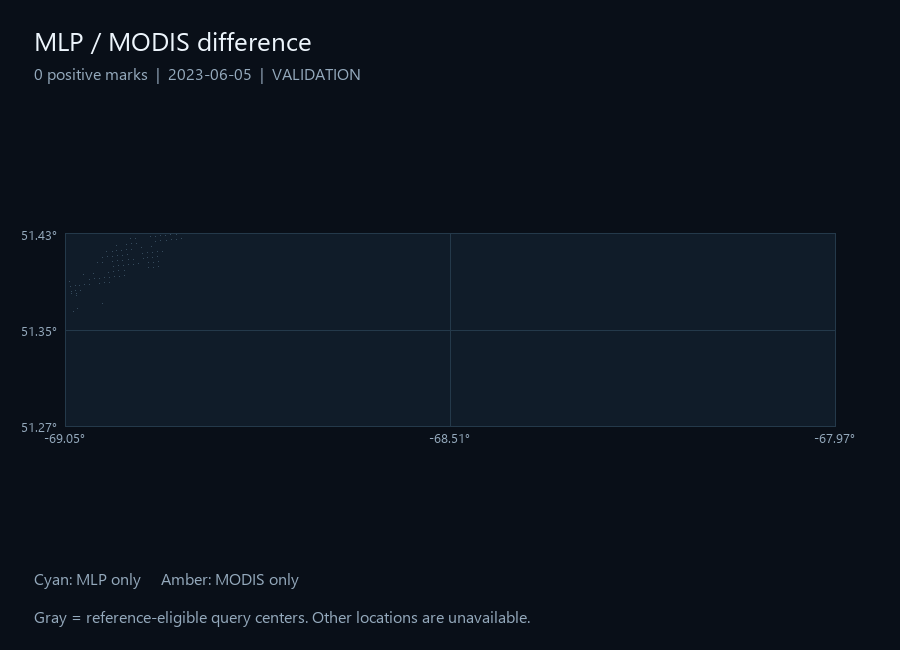 MLP / MODIS difference
0 positive marks | 2023-06-05 | VALIDATION
51.43°
51.35°
51.27°
-69.05° -68.51° -67.97°
Cyan: MLP only Amber: MODIS only
Gray = reference-eligible query centers. Other locations are unavailable.